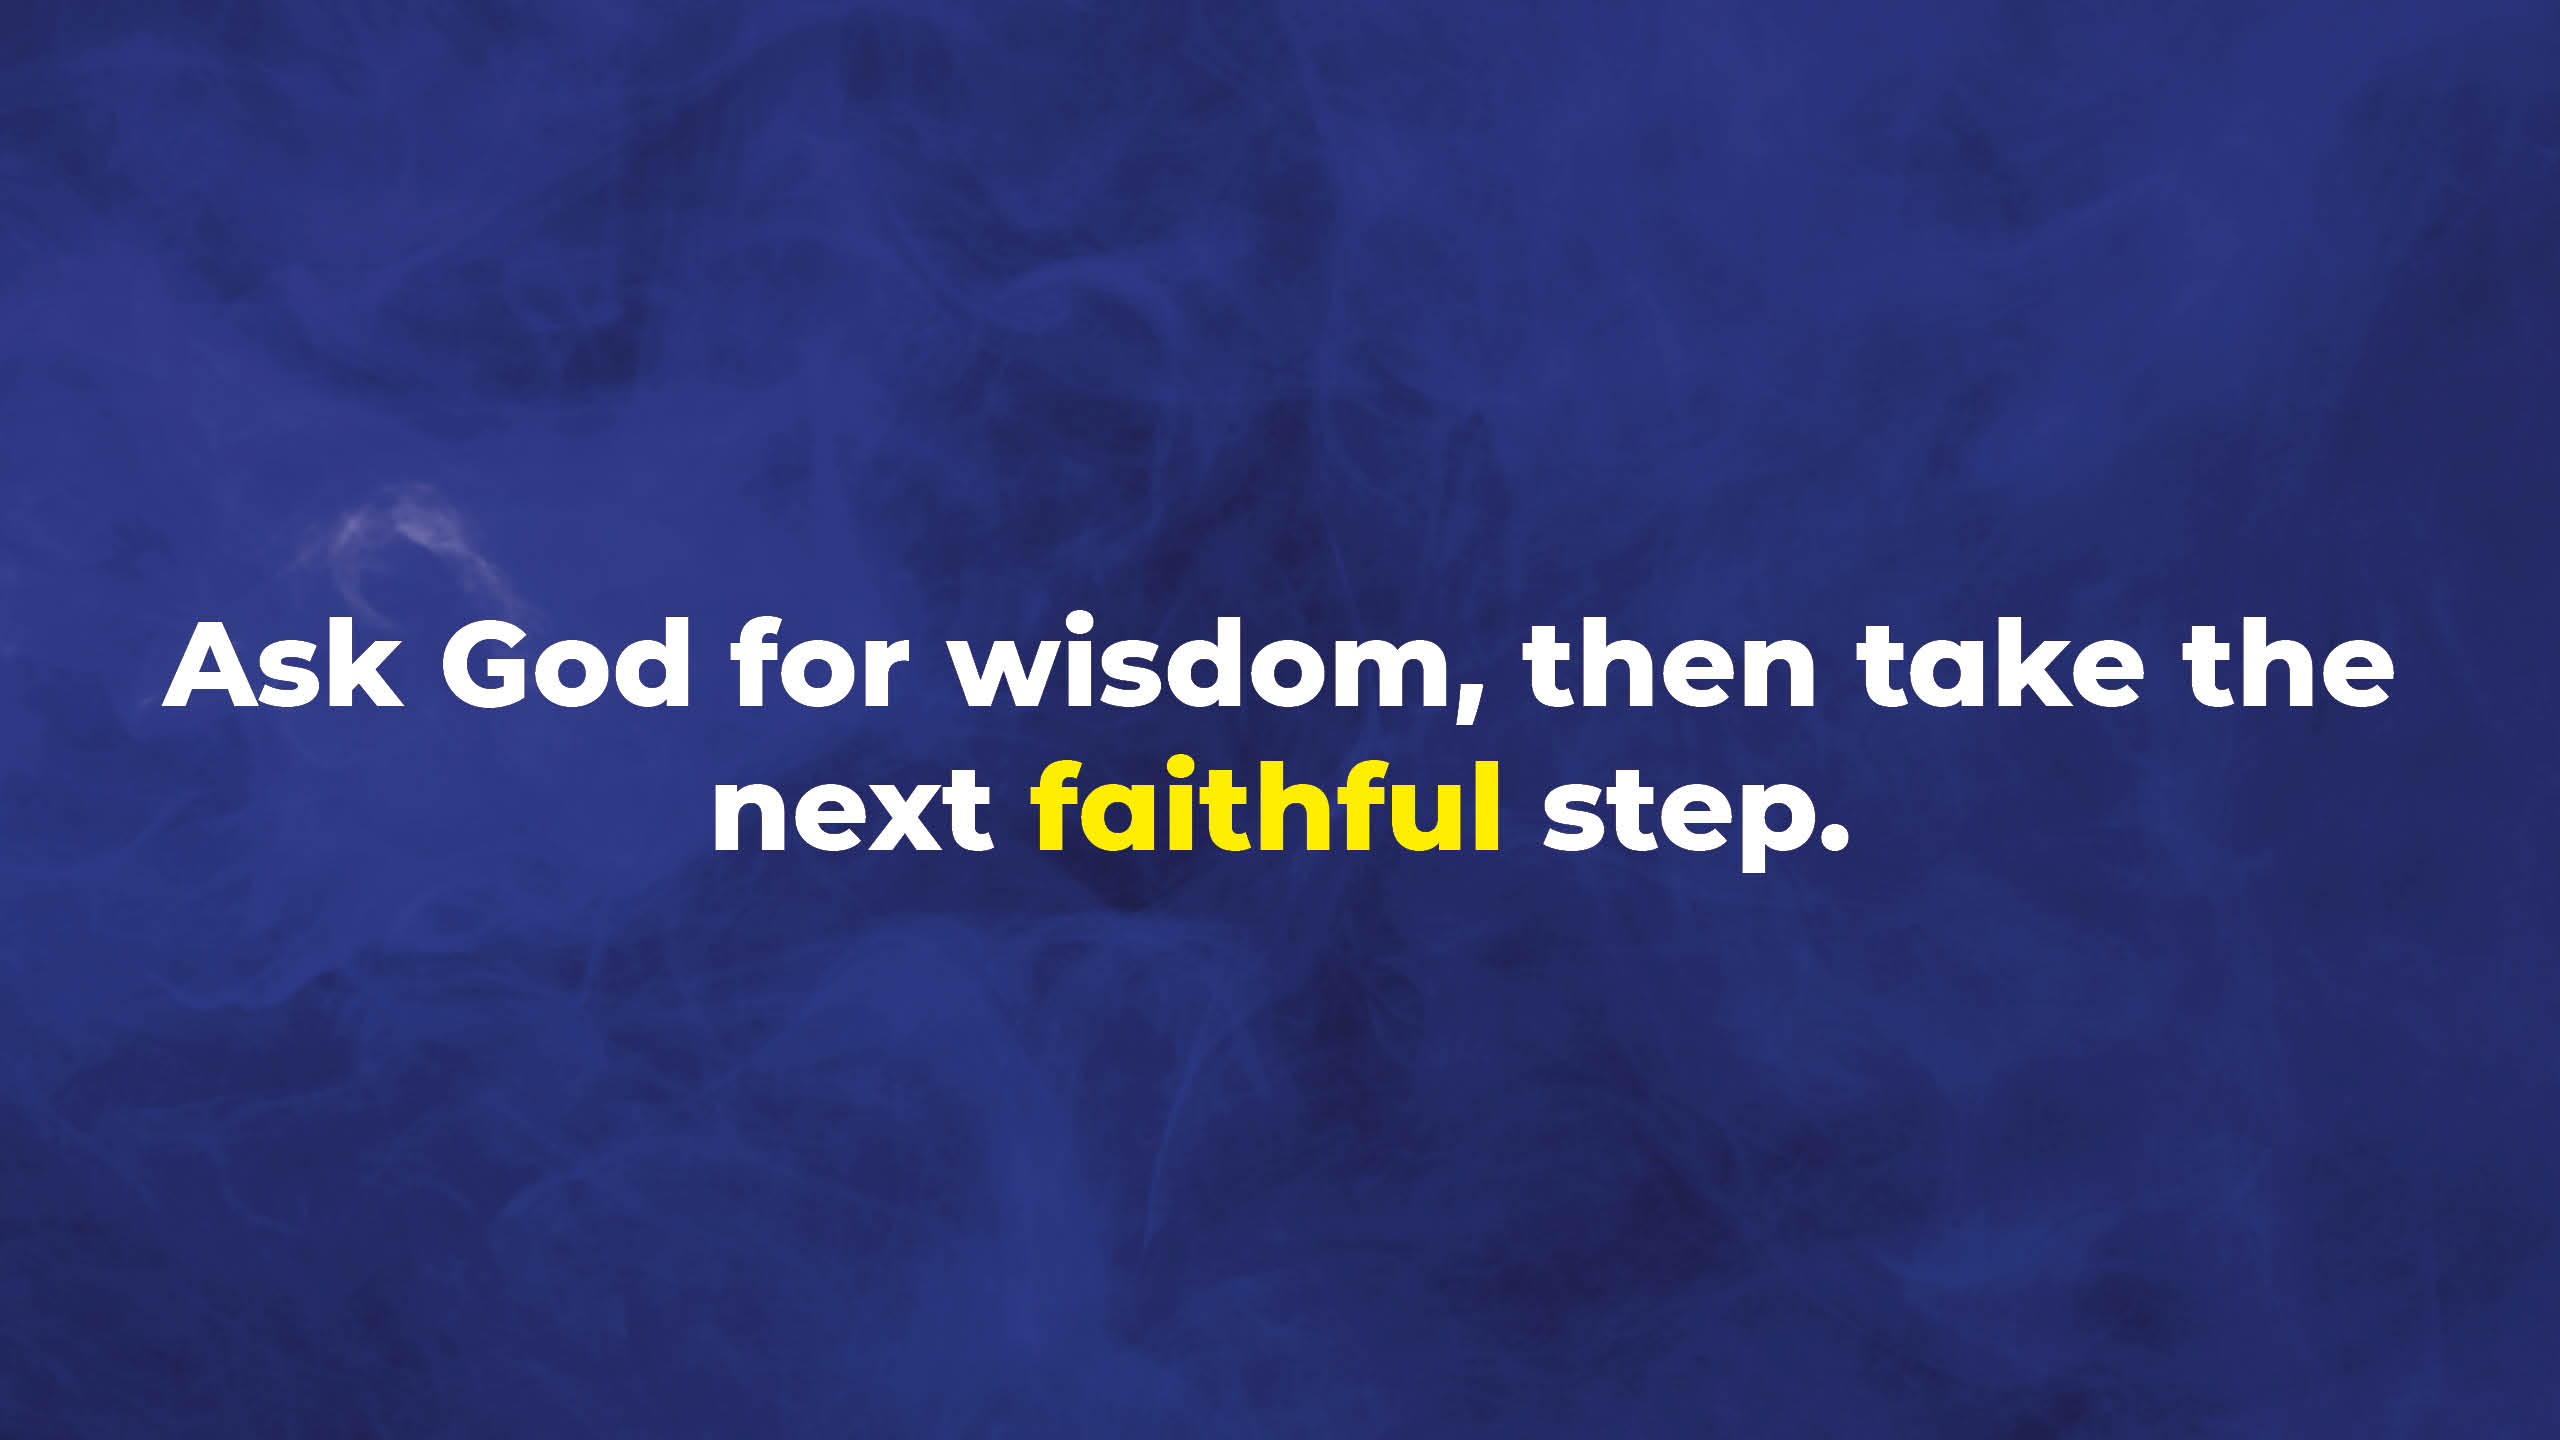 Ask God for wisdom, then take the
next faithful step.